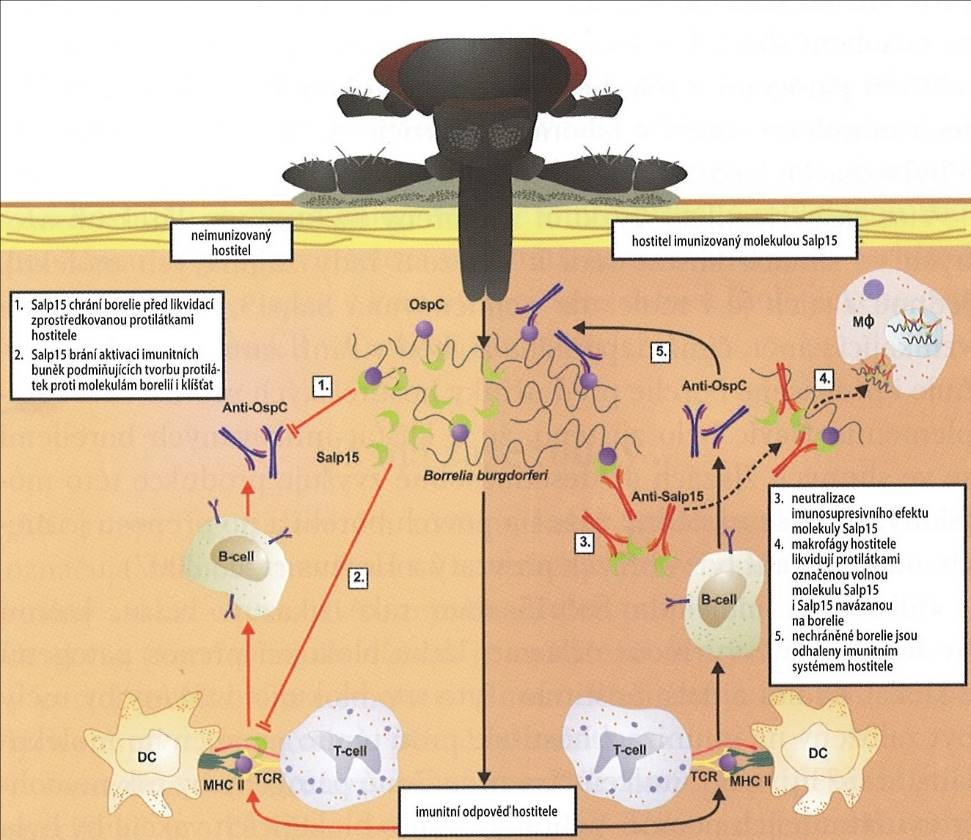 neimunizovaný
hostitel
hostitel imunizovaný molekulou Salp15
1. Salp15 chrání borelie před likvidací
zprostředkovanou protilátkami
hostitele
2. Salp15 brání aktivaci imunitních
buněk podmiňujících tvorbu protilá-
tek proti molekulám borelií i klíšťat
OspC
MΦ
1.
5.
4.
Anti-OspC
Anti-OspC
Salp15
Borrelia burgdorferi
Anti-Salp15
3.
3. neutralizace
imunosupresivního efektu
molekuly Salp15
4. makrofágy hostitele
likvidují protilátkami
označenou volnou
molekulu Salp15
i Salp15 navázanou
na borelie
5. nechráněné borelie jsou
odhaleny imunitním
systémem hostitele
B-cell
2.
B-cell
DC
T-cell
MHC II
TCR
T-cell
DC
TCR
MHC II
imunitní odpověď hostitele